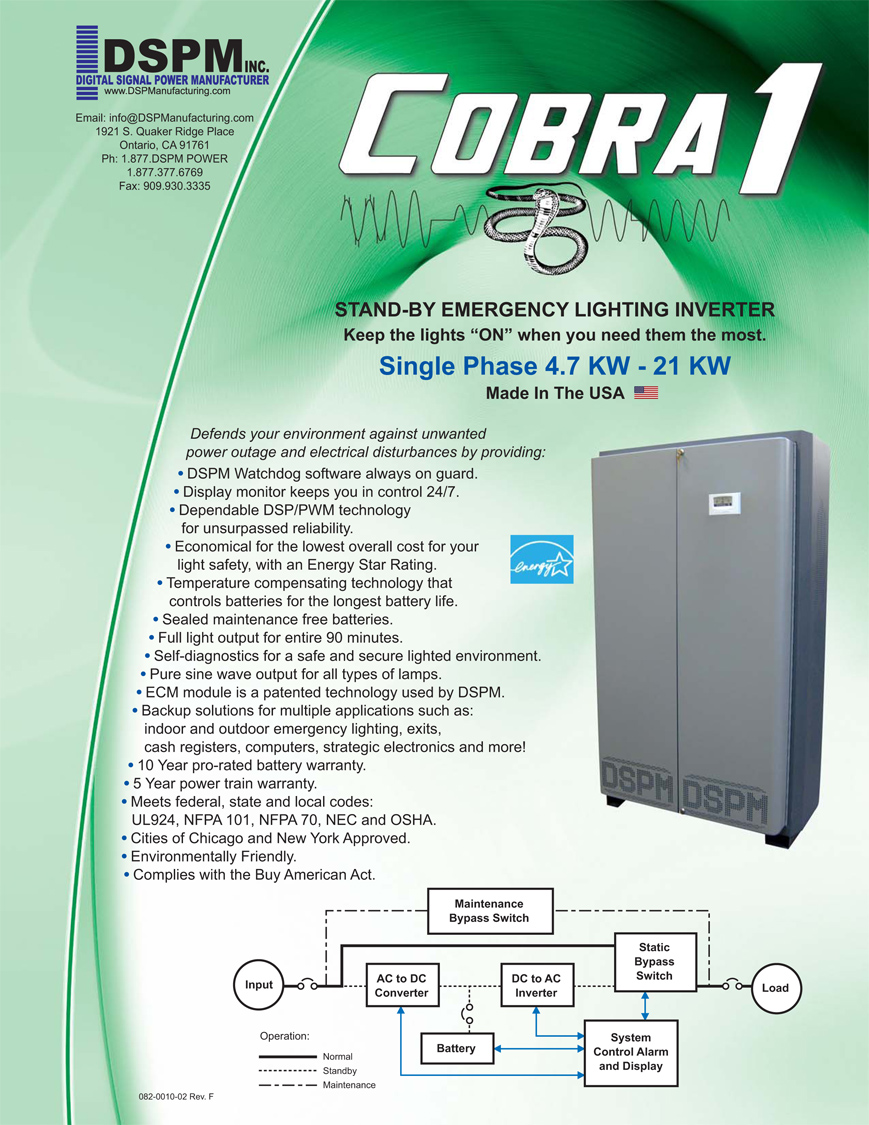 DSPM INC.
DIGITAL SIGNAL POWER MANUFACTURER
www.DSPManufacturing.com
Email: info@DSPManufacturing.com
1921 S. Quaker Ridge Place
Ontario, CA 91761
Ph: 1.877.DSPM POWER
1.877.377.6769
Fax: 909.930.3335
COBRA1
STAND-BY EMERGENCY LIGHTING INVERTER
Keep the lights “ON” when you need them the most.
Single Phase 4.7 KW - 21 KW
Made In The USA
Defends your environment against unwanted
power outage and electrical disturbances by providing:
• DSPM Watchdog software always on guard.
• Display monitor keeps you in control 24/7.
• Dependable DSP/PWM technology
for unsurpassed reliability.
• Economical for the lowest overall cost for your
light safety, with an Energy Star Rating.
• Temperature compensating technology that
controls batteries for the longest battery life.
• Sealed maintenance free batteries.
• Full light output for entire 90 minutes.
• Self-diagnostics for a safe and secure lighted environment.
• Pure sine wave output for all types of lamps.
• ECM module is a patented technology used by DSPM.
• Backup solutions for multiple applications such as:
indoor and outdoor emergency lighting, exits,
cash registers, computers, strategic electronics and more!
• 10 Year pro-rated battery warranty.
• 5 Year power train warranty.
• Meets federal, state and local codes:
UL924, NFPA 101, NFPA 70, NEC and OSHA.
• Cities of Chicago and New York Approved.
• Environmentally Friendly.
• Complies with the Buy American Act.
energy
DSPM DSPM
Maintenance
Bypass Switch
Static
Bypass
Switch
Input
AC to DC
Converter
DC to AC
Inverter
Load
Battery
System
Control Alarm
and Display
Operation:
Normal
Standby
Maintenance
082-0010-02 Rev. F